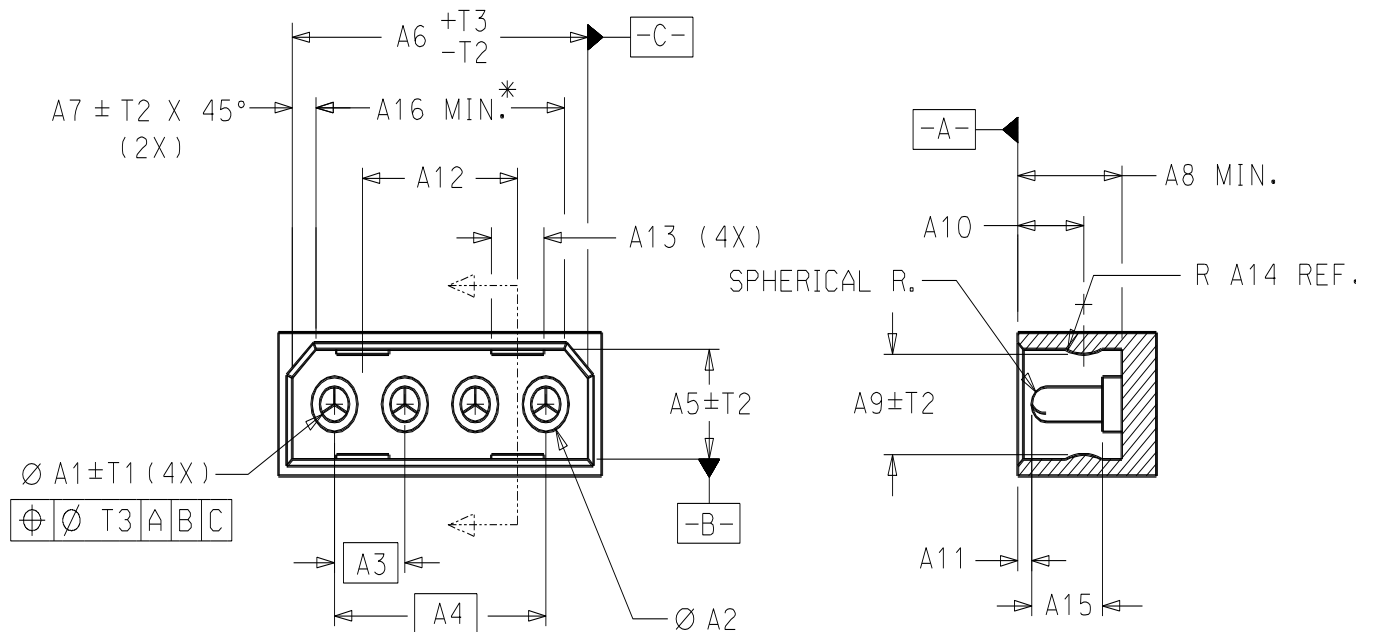 A6 +T3
-T2
-C-
A7 ± T2 X 45°
(2X)
A16 MIN.*
A12
A13 (4X)
A5±T2
Ø A1±T1 (4X)
⌖ Ø T3 A B C
-B-
A3
A4
Ø A2
-A-
A8 MIN.
A10
SPHERICAL R.
R A14 REF.
A9±T2
A11
A15